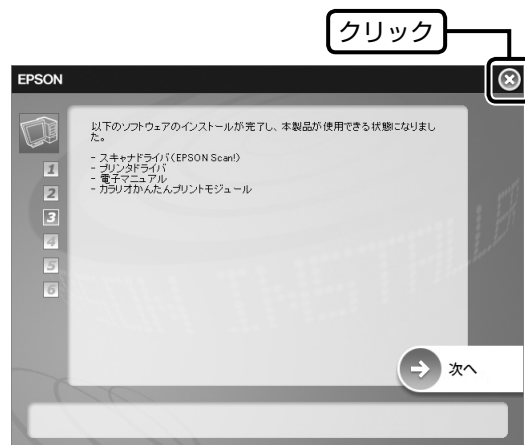 クリック
EPSON
以下のソフトウェアのインストールが完了し、本製品が使用できる状態になりまし
た。
- スキャナドライバ(EPSON Scan!)
- プリンタドライバ
- 電子マニュアル
- カラリオかんたんプリントモジュール
1
2
3
4
5
6
次へ